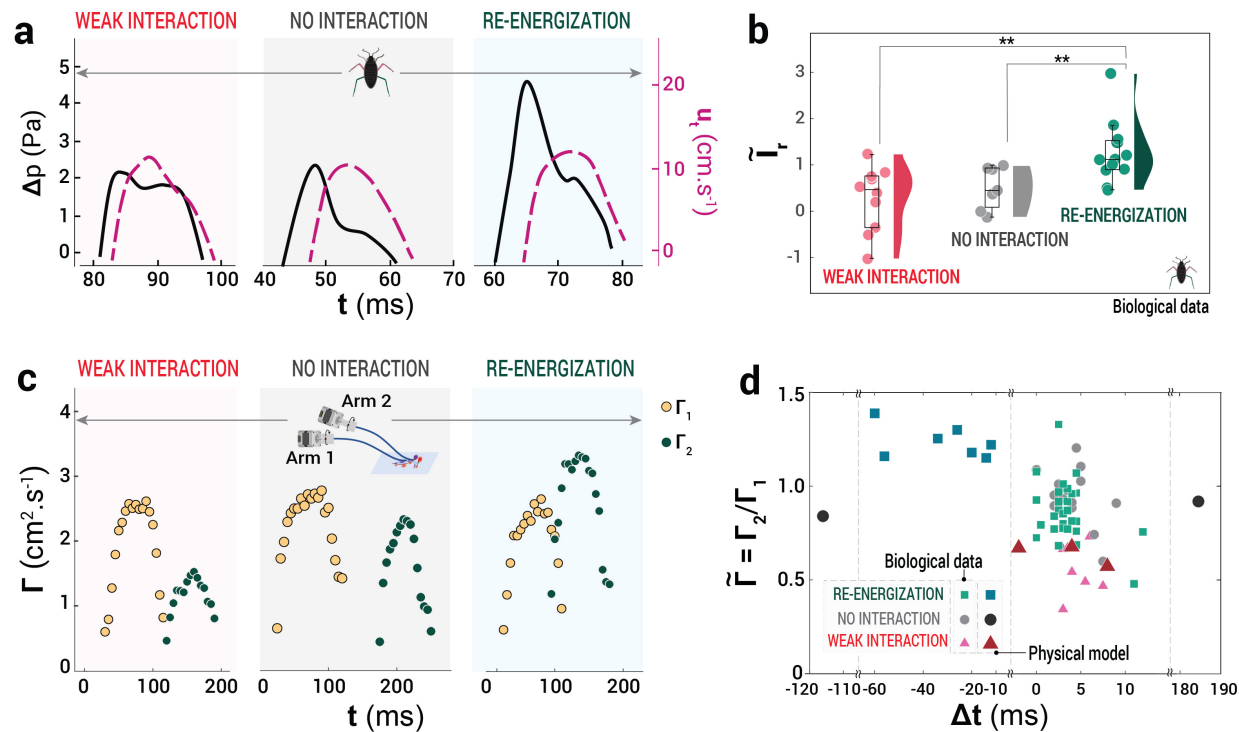 a
WEAK INTERACTION
NO INTERACTION
RE-ENERGIZATION
5
4
3
2
1
0
Δp (Pa)
20
10
0
u_t (cm.s⁻¹)
80 90 100
40 50 60 70
60 70 80
t (ms)
b
**
**
3
2
1
0
-1
Ĩ_r
WEAK INTERACTION
NO INTERACTION
RE-ENERGIZATION
Biological data
c
WEAK INTERACTION
NO INTERACTION
RE-ENERGIZATION
Arm 2
Arm 1
Γ₁
Γ₂
4
3
2
1
0
Γ (cm².s⁻¹)
0 100 200
0 100 200
0 100 200
t (ms)
d
1.5
1.0
0.5
0
Γ̃ = Γ₂/Γ₁
Biological data
RE-ENERGIZATION
NO INTERACTION
WEAK INTERACTION
Physical model
-120 -110 -60 -40 -20 -10 0 5 10 180 190
Δt (ms)